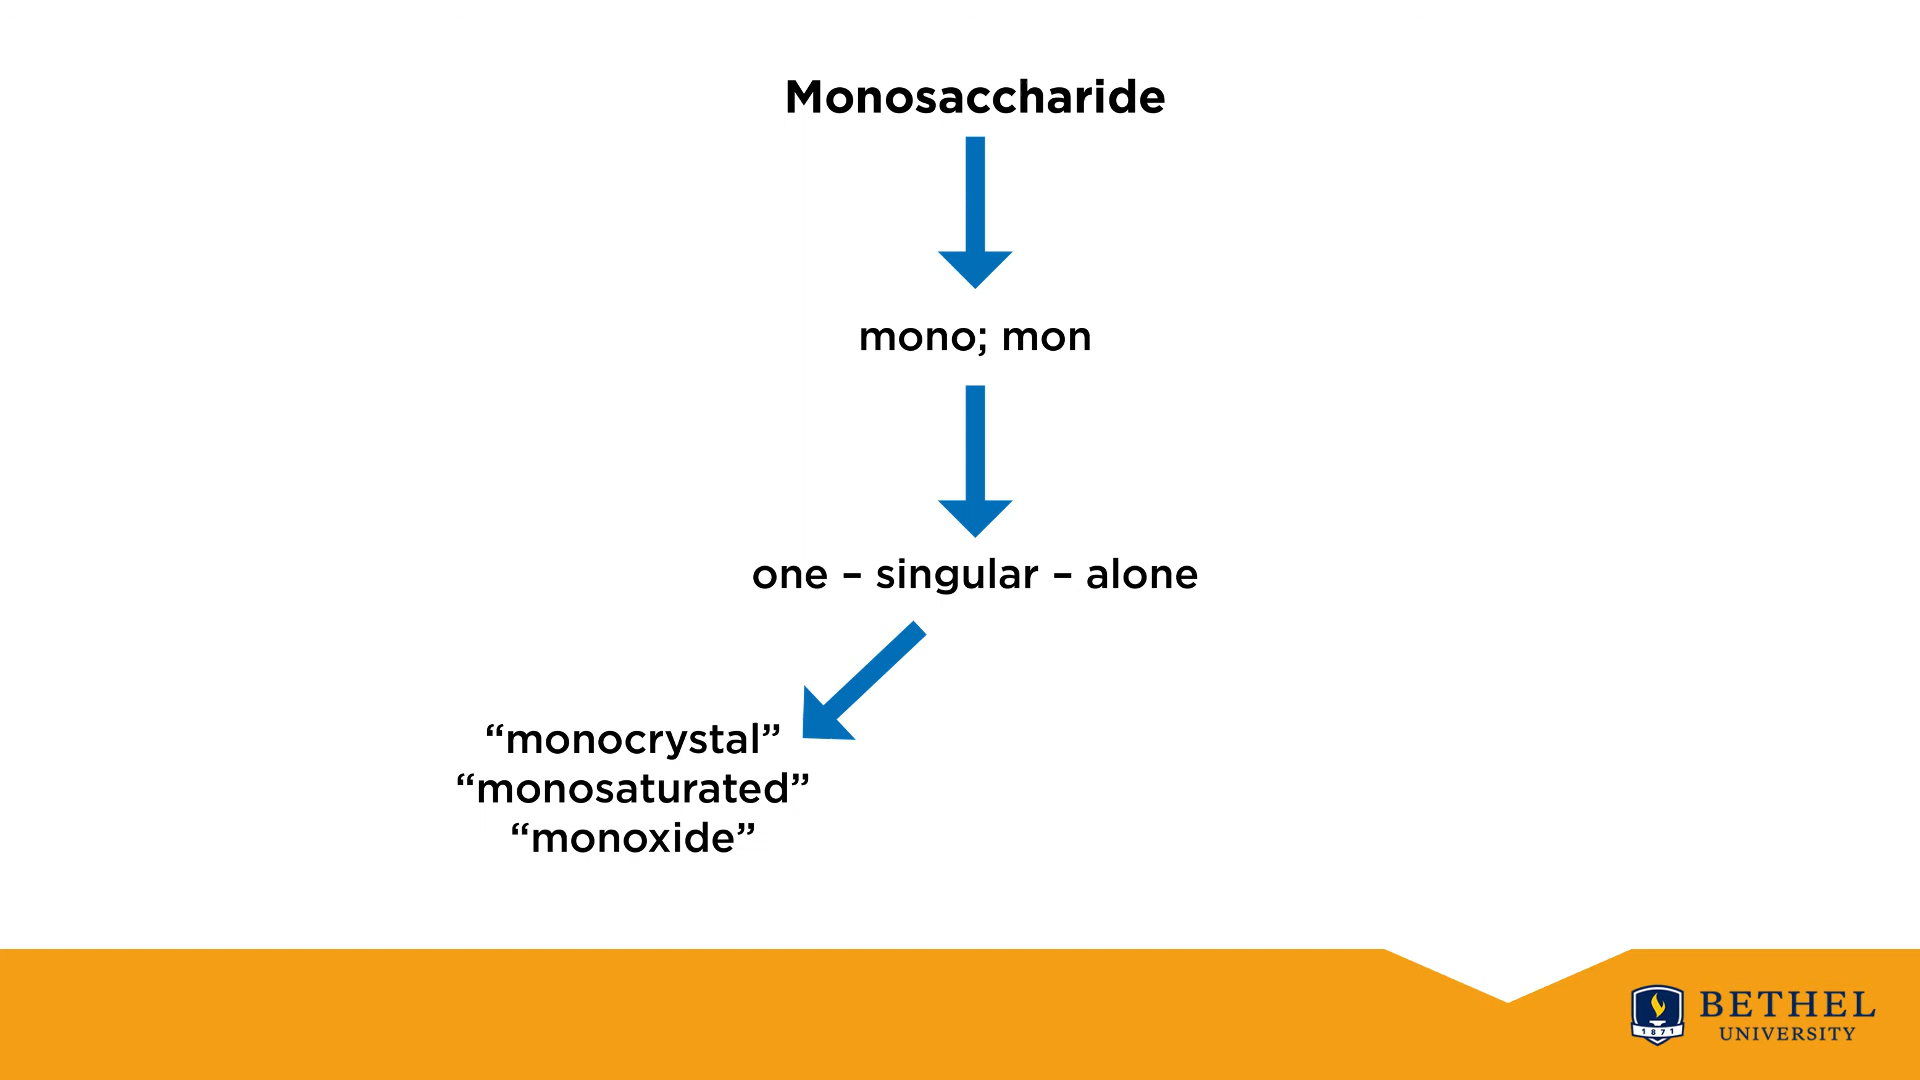 Monosaccharide
mono; mon
one – singular – alone
“monocrystal”
“monosaturated”
“monoxide”
1871
BETHEL
UNIVERSITY